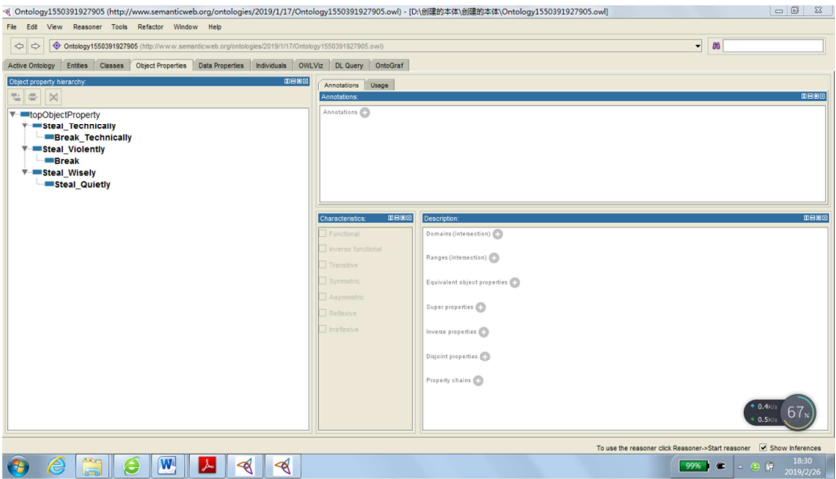 Ontology1550391927905 (http://www.semanticweb.org/ontologies/2019/1/17/Ontology1550391927905.owl) - [D:\创建的本体\创建的本体\Ontology1550391927905.owl]
File Edit View Reasoner Tools Refactor Window Help
Ontology1550391927905 (http://www.semanticweb.org/ontologies/2019/1/17/Ontology1550391927905.owl)
Active Ontology Entities Classes Object Properties Data Properties Individuals OWLViz DL Query OntoGraf
Object property hierarchy:
topObjectProperty
Steal_Technically
Break_Technically
Steal_Violently
Break
Steal_Wisely
Steal_Quietly
Annotations Usage
Annotations:
Annotations
Characteristics:
Functional
Inverse functional
Transitive
Symmetric
Asymmetric
Reflexive
Irreflexive
Description:
Domains (intersection)
Ranges (intersection)
Equivalent object properties
Super properties
Inverse properties
Disjoint properties
Property chains
0.4K/s
0.5K/s
67%
To use the reasoner click Reasoner->Start reasoner Show Inferences
99%
18:30
2019/2/26